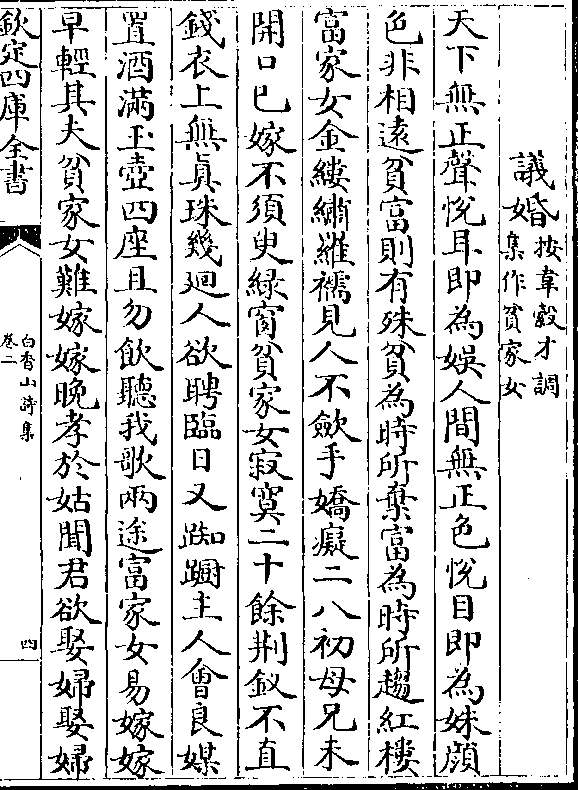 議婚按韋縠才調
集作貧家女
天下無正聲悅耳即為娛人間無正色悅目即為姝顔
色非相遠貧富則有殊貧為時所棄富為時所趨紅樓
富家女金縷繡羅襦見人不歛手嬌癡二八初母兄未
開口已嫁不須臾緑窗貧家女寂寞二十餘荆釵不直
錢衣上無眞珠幾廻人欲聘臨日又踟躕主人會良媒
置酒滿玉壺四座且勿飲聽我歌兩途富家女易嫁嫁
早輕其夫貧家女難嫁嫁晚孝於姑聞君欲娶婦娶婦
欽定四庫全書
白香山詩集
卷二
四